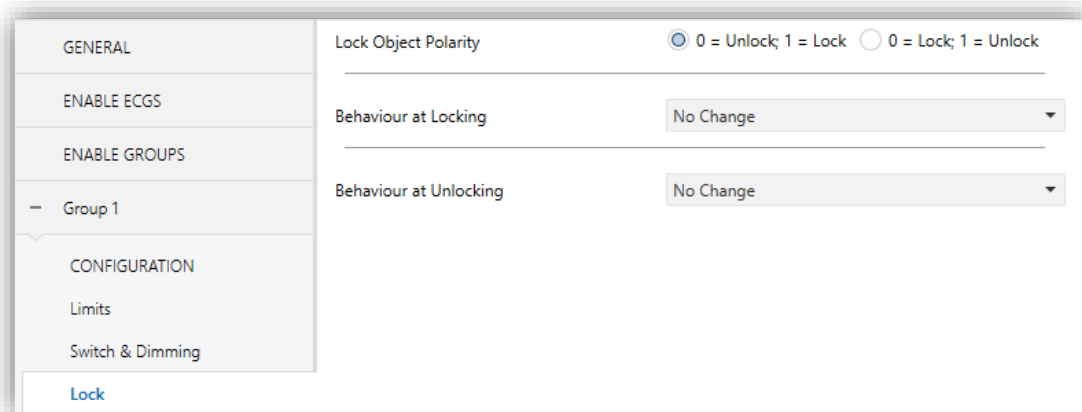 GENERAL
ENABLE ECGS
ENABLE GROUPS
− Group 1
CONFIGURATION
Limits
Switch & Dimming
Lock
Lock Object Polarity
0 = Unlock; 1 = Lock 0 = Lock; 1 = Unlock
Behaviour at Locking
No Change
Behaviour at Unlocking
No Change